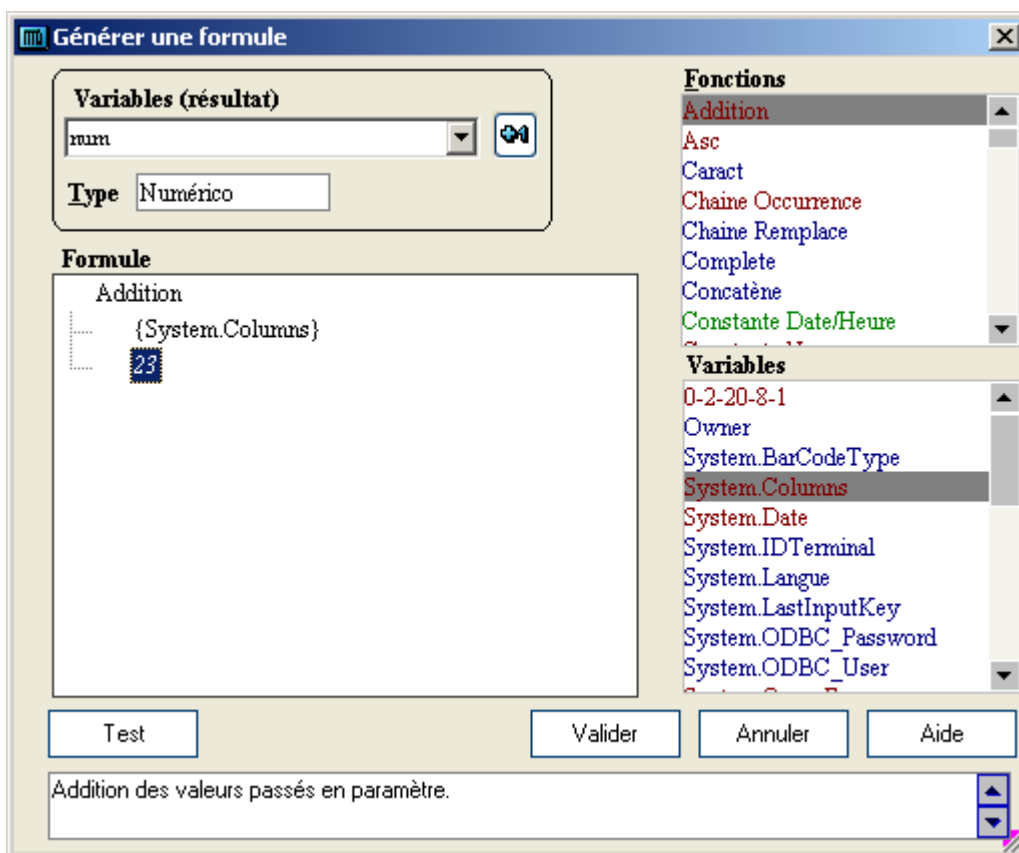 Générer une formule
Variables (résultat)
num
Type Numérico
Formule
Addition
{System.Columns}
23
Fonctions
Addition
Asc
Caract
Chaine Occurrence
Chaine Remplace
Complete
Concatène
Constante Date/Heure
Variables
0-2-20-8-1
Owner
System.BarCodeType
System.Columns
System.Date
System.IDTerminal
System.Langue
System.LastInputKey
System.ODBC_Password
System.ODBC_User
Test
Valider
Annuler
Aide
Addition des valeurs passés en paramètre.